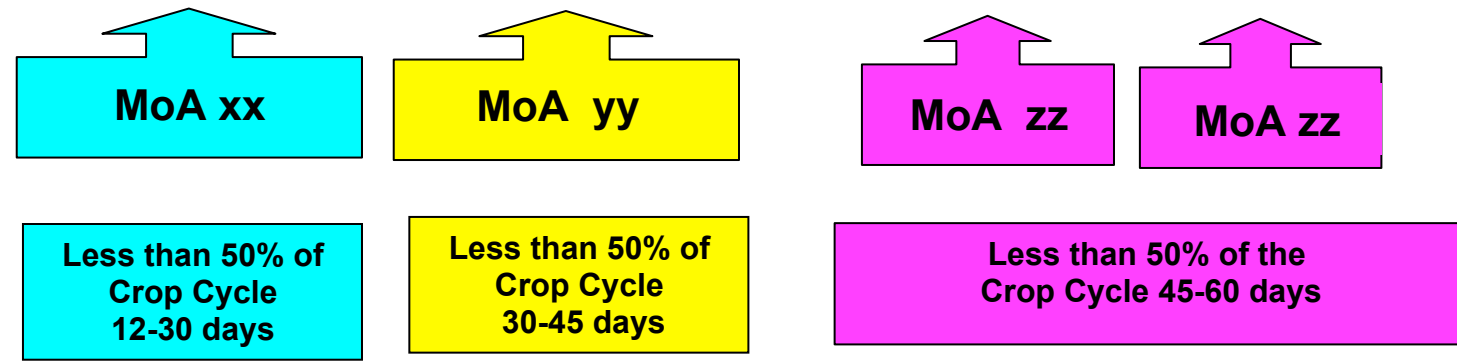 MoA xx
MoA yy
MoA zz
MoA zz
Less than 50% of
Crop Cycle
12-30 days
Less than 50% of
Crop Cycle
30-45 days
Less than 50% of the
Crop Cycle 45-60 days